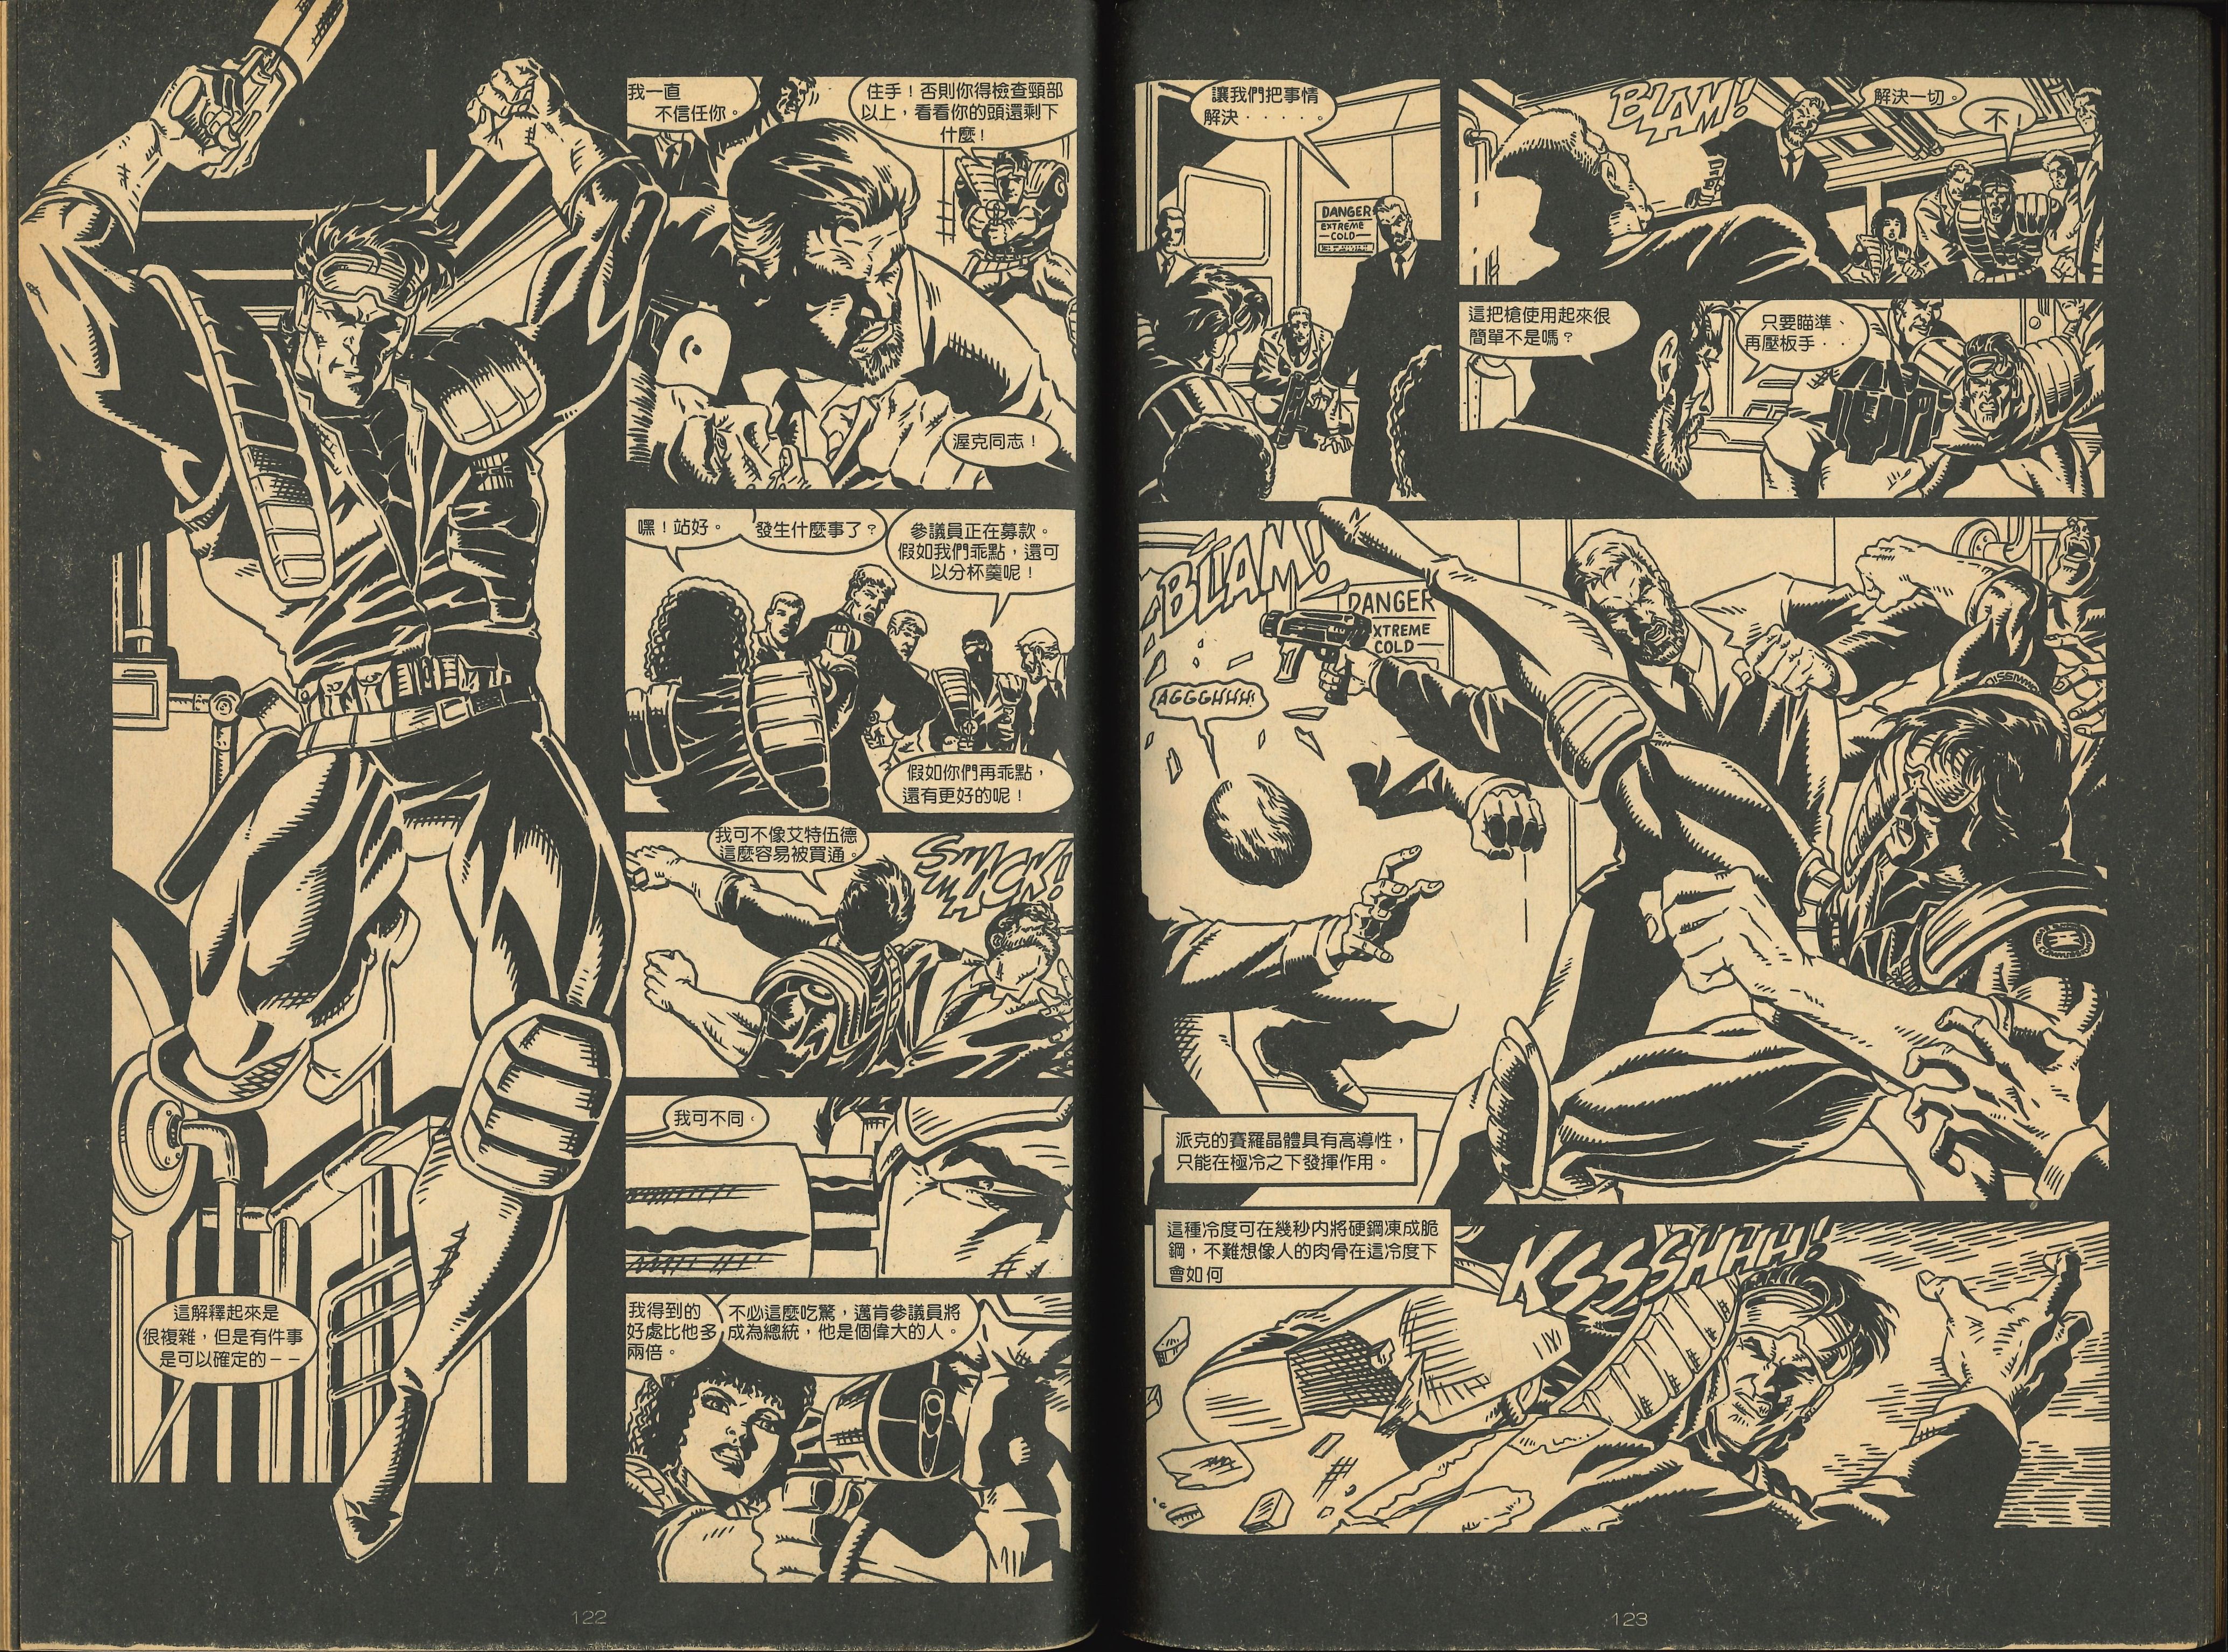 這解釋起來是
很複雜，但是有件事
是可以確定的－－
我一直
不信任你。
住手！否則你得檢查頸部
以上，看看你的頭還剩下
什麼！
渥克同志！
嘿！站好。
發生什麼事了？
參議員正在募款。
假如我們乖點，還可
以分杯羹呢！
假如你們再乖點，
還有更好的呢！
我可不像艾特伍德
這麼容易被買通。
SMACK!
我可不同．
我得到的
好處比他多
兩倍。
不必這麼吃驚，邁肯參議員將
成為總統，他是個偉大的人。
122
讓我們把事情
解決．．．．．。
DANGER
EXTREME
—COLD—
BLAM!
解決一切。
不！
這把槍使用起來很
簡單不是嗎？
只要瞄準、
再壓板手．．
BLAM!
DANGER
XTREME
COLD
AGGGHHH!
派克的賽羅晶體具有高導性，
只能在極冷之下發揮作用。
這種冷度可在幾秒內將硬鋼凍成脆
鋼，不難想像人的肉骨在這冷度下
會如何
KSSSSHHH!
123